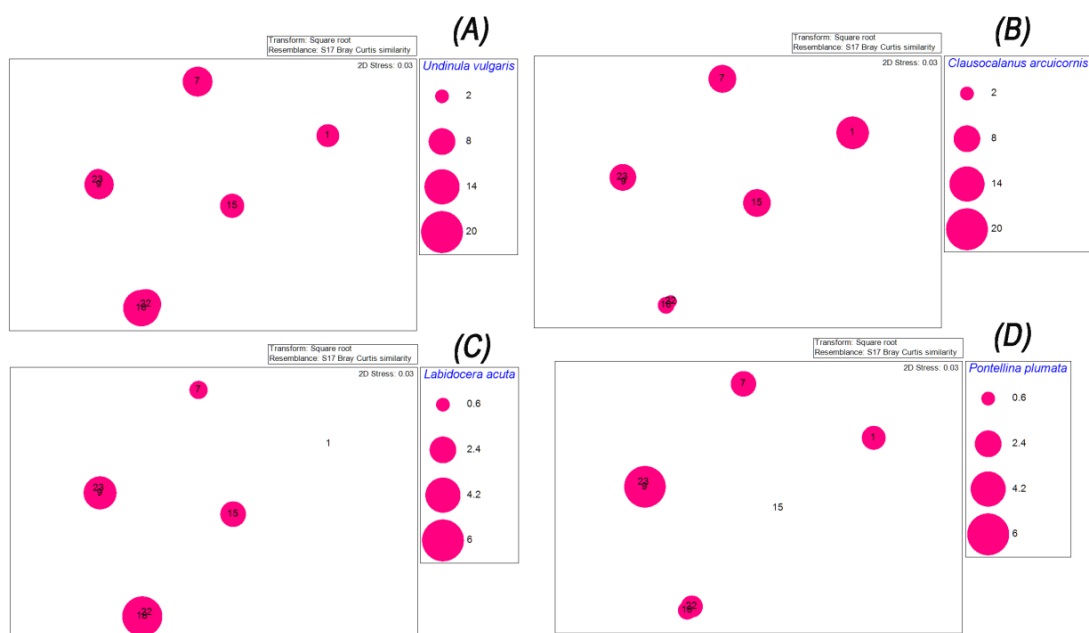 (A)
Transform: Square root
Resemblance: S17 Bray Curtis similarity
2D Stress: 0.03
Undinula vulgaris
2
8
14
20
7
1
23
9
15
22
(B)
Transform: Square root
Resemblance: S17 Bray Curtis similarity
2D Stress: 0.03
Clausocalanus arcuicornis
2
8
14
20
7
1
23
9
15
22
(C)
Transform: Square root
Resemblance: S17 Bray Curtis similarity
2D Stress: 0.03
Labidocera acuta
0.6
2.4
4.2
6
7
1
23
9
15
22
(D)
Transform: Square root
Resemblance: S17 Bray Curtis similarity
2D Stress: 0.03
Pontellina plumata
0.6
2.4
4.2
6
7
1
23
9
15
22